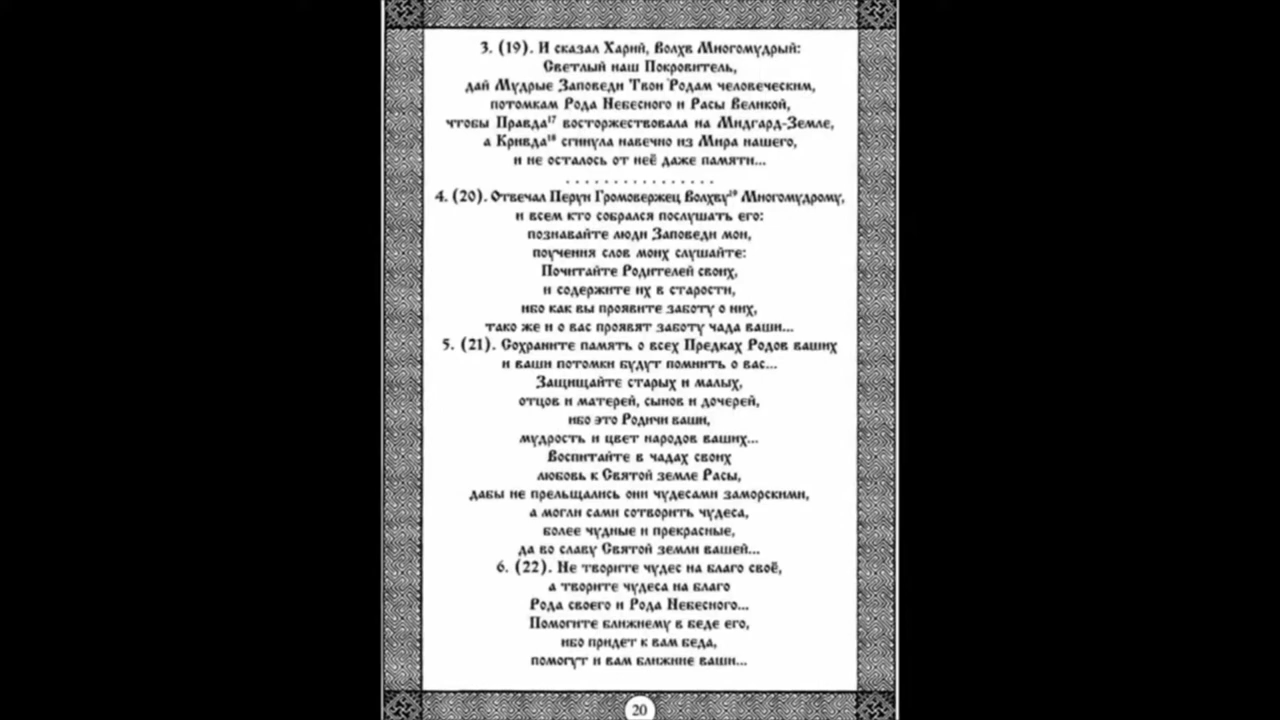 3. (19). И сказал Харий, Волхв Многомудрый:
Светлый наш Покровитель,
дай Мудрые Заповеди Твои Родам человеческим,
потомкам Рода Небесного и Расы Великой,
чтобы Правда¹⁷ восторжествовала на Мидгард-Земле,
а Кривда¹⁸ сгинула навечно из Мира нашего,
и не осталось от неё даже памяти...
. . . . . . . . . . . . . . . .
4. (20). Отвечал Перун Громовержец Волхву¹⁹ Многомудрому,
и всем кто собрался послушать его:
познавайте люди Заповеди мои,
поучения слов моих слушайте:
Почитайте Родителей своих,
и содержите их в старости,
ибо как вы проявите заботу о них,
тако же и о вас проявят заботу чада ваши...
5. (21). Сохраните память о всех Предках Родов ваших
и ваши потомки будут помнить о вас...
Защищайте старых и малых,
отцов и матерей, сынов и дочерей,
ибо это Родичи ваши,
мудрость и цвет народов ваших...
Воспитайте в чадах своих
любовь к Святой земле Расы,
дабы не прельщались они чудесами заморскими,
а могли сами сотворить чудеса,
более чудные и прекрасные,
да во славу Святой земли вашей...
6. (22). Не творите чудес на благо своё,
а творите чудеса на благо
Рода своего и Рода Небесного...
Помогите ближнему в беде его,
ибо придет к вам беда,
помогут и вам ближние ваши...
20